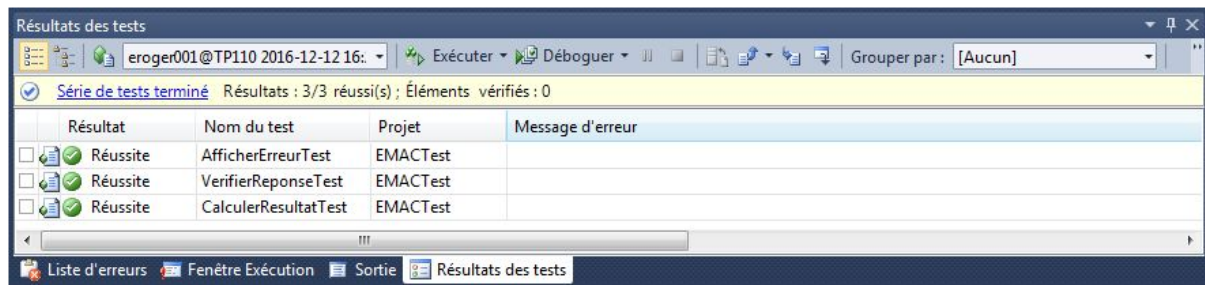 Résultats des tests
eroger001@TP110 2016-12-12 16:. Exécuter Déboguer Grouper par : [Aucun]
Série de tests terminé Résultats : 3/3 réussi(s) ; Éléments vérifiés : 0
Résultat Nom du test Projet Message d'erreur
Réussite AfficherErreurTest EMACTest
Réussite VerifierReponseTest EMACTest
Réussite CalculerResultatTest EMACTest
Liste d'erreurs Fenêtre Exécution Sortie Résultats des tests